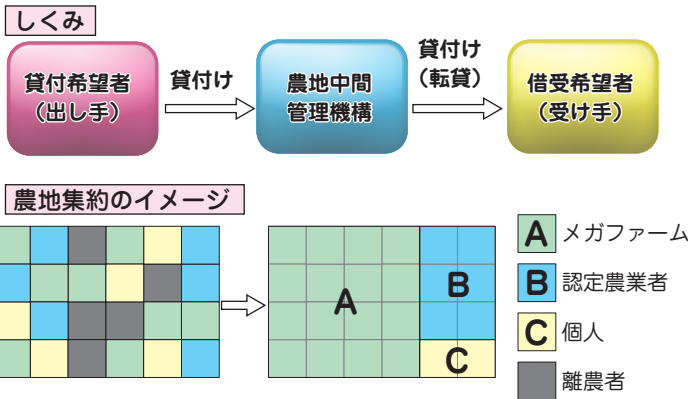 しくみ
貸付希望者
（出し手）
貸付け
農地中間
管理機構
貸付け
（転貸）
借受希望者
（受け手）
農地集約のイメージ
A
B
C
A メガファーム
B 認定農業者
C 個人
離農者